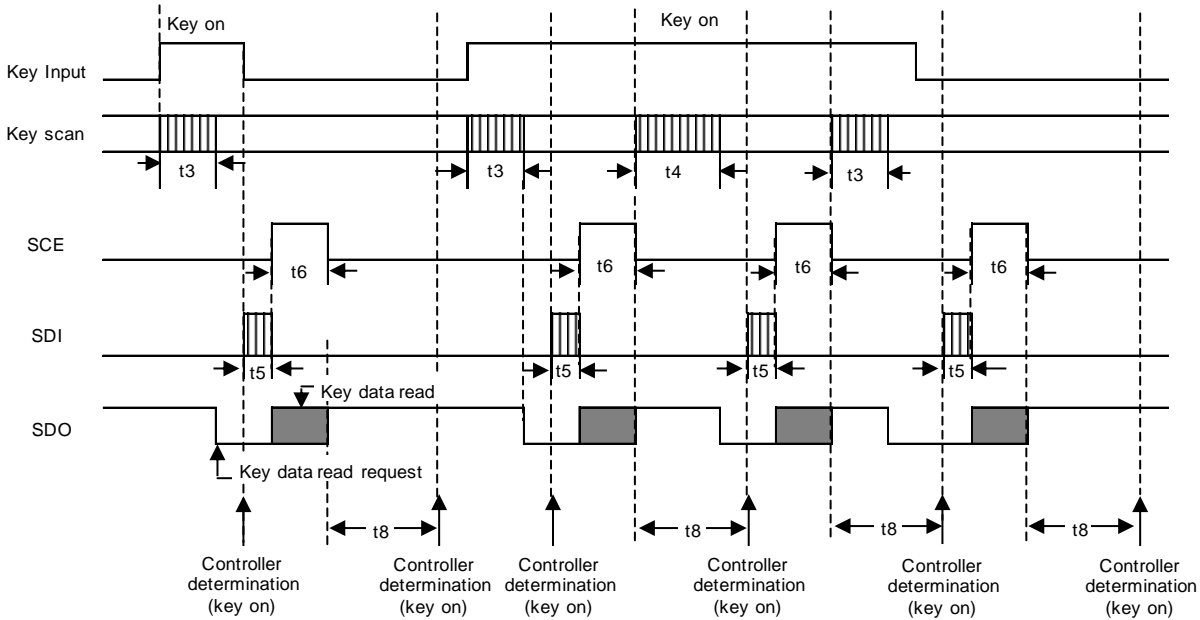 Key on
Key on
Key Input
Key scan
t3
t3
t4
t3
SCE
t6
t6
t6
t6
SDI
t5
t5
t5
t5
Key data read
SDO
Key data read request
t8
t8
t8
t8
Controller
determination
(key on)
Controller
determination
(key on)
Controller
determination
(key on)
Controller
determination
(key on)
Controller
determination
(key on)
Controller
determination
(key on)